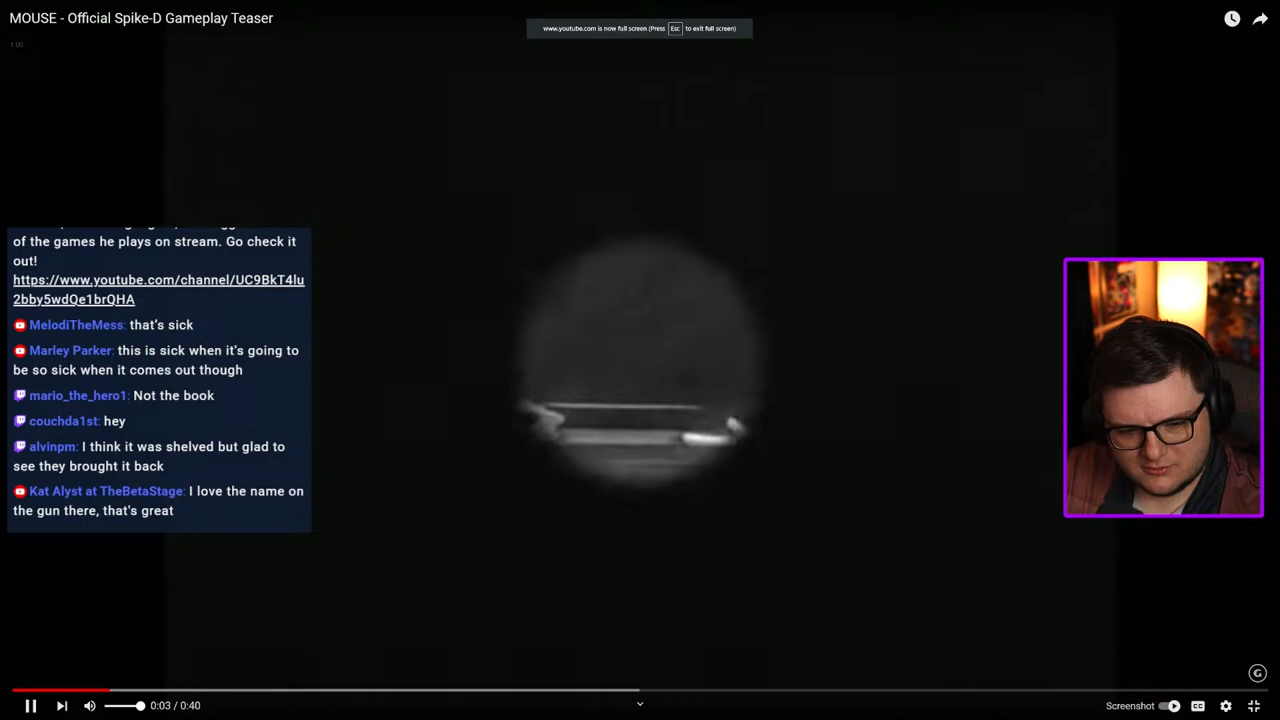 MOUSE - Official Spike-D Gameplay Teaser
www.youtube.com is now full screen (Press Esc to exit full screen)
1.00
of the games he plays on stream. Go check it
out!
https://www.youtube.com/channel/UC9BkT4lu
2bby5wdQe1brQHA
MelodiTheMess: that's sick
Marley Parker: this is sick when it's going to
be so sick when it comes out though
mario_the_hero1: Not the book
couchda1st: hey
alvinpm: I think it was shelved but glad to
see they brought it back
Kat Alyst at TheBetaStage: I love the name on
the gun there, that's great
G
0:03 / 0:40
Screenshot
CC